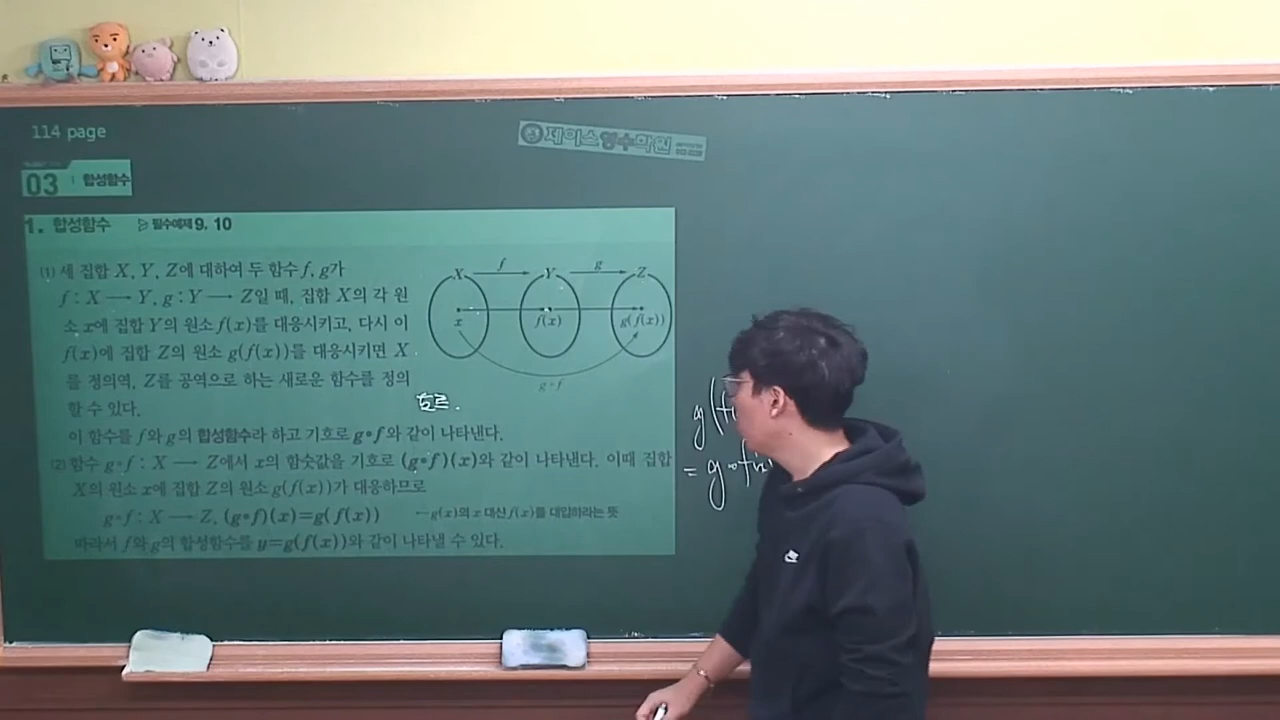 114 page
제이스영수학원
03 합성함수
1. 합성함수 ▷ 필수예제 9, 10
(1) 세 집합 X, Y, Z에 대하여 두 함수 f, g가
f : X → Y, g : Y → Z일 때, 집합 X의 각 원
소 x에 집합 Y의 원소 f(x)를 대응시키고, 다시 이
f(x)에 집합 Z의 원소 g(f(x))를 대응시키면 X
를 정의역, Z를 공역으로 하는 새로운 함수를 정의
할 수 있다.
이 함수를 f와 g의 합성함수라 하고 기호로 g∘f와 같이 나타낸다.
(2) 함수 g∘f : X → Z에서 x의 함숫값을 기호로 (g∘f)(x)와 같이 나타낸다. 이때 집합
X의 원소 x에 집합 Z의 원소 g(f(x))가 대응하므로
g∘f : X → Z, (g∘f)(x)=g(f(x)) ←g(x)의 x 대신 f(x)를 대입하라는 뜻
따라서 f와 g의 합성함수를 y=g(f(x))와 같이 나타낼 수 있다.
X f Y g Z
x f(x) g(f(x))
g∘f
g(f(
= g∘f(x)